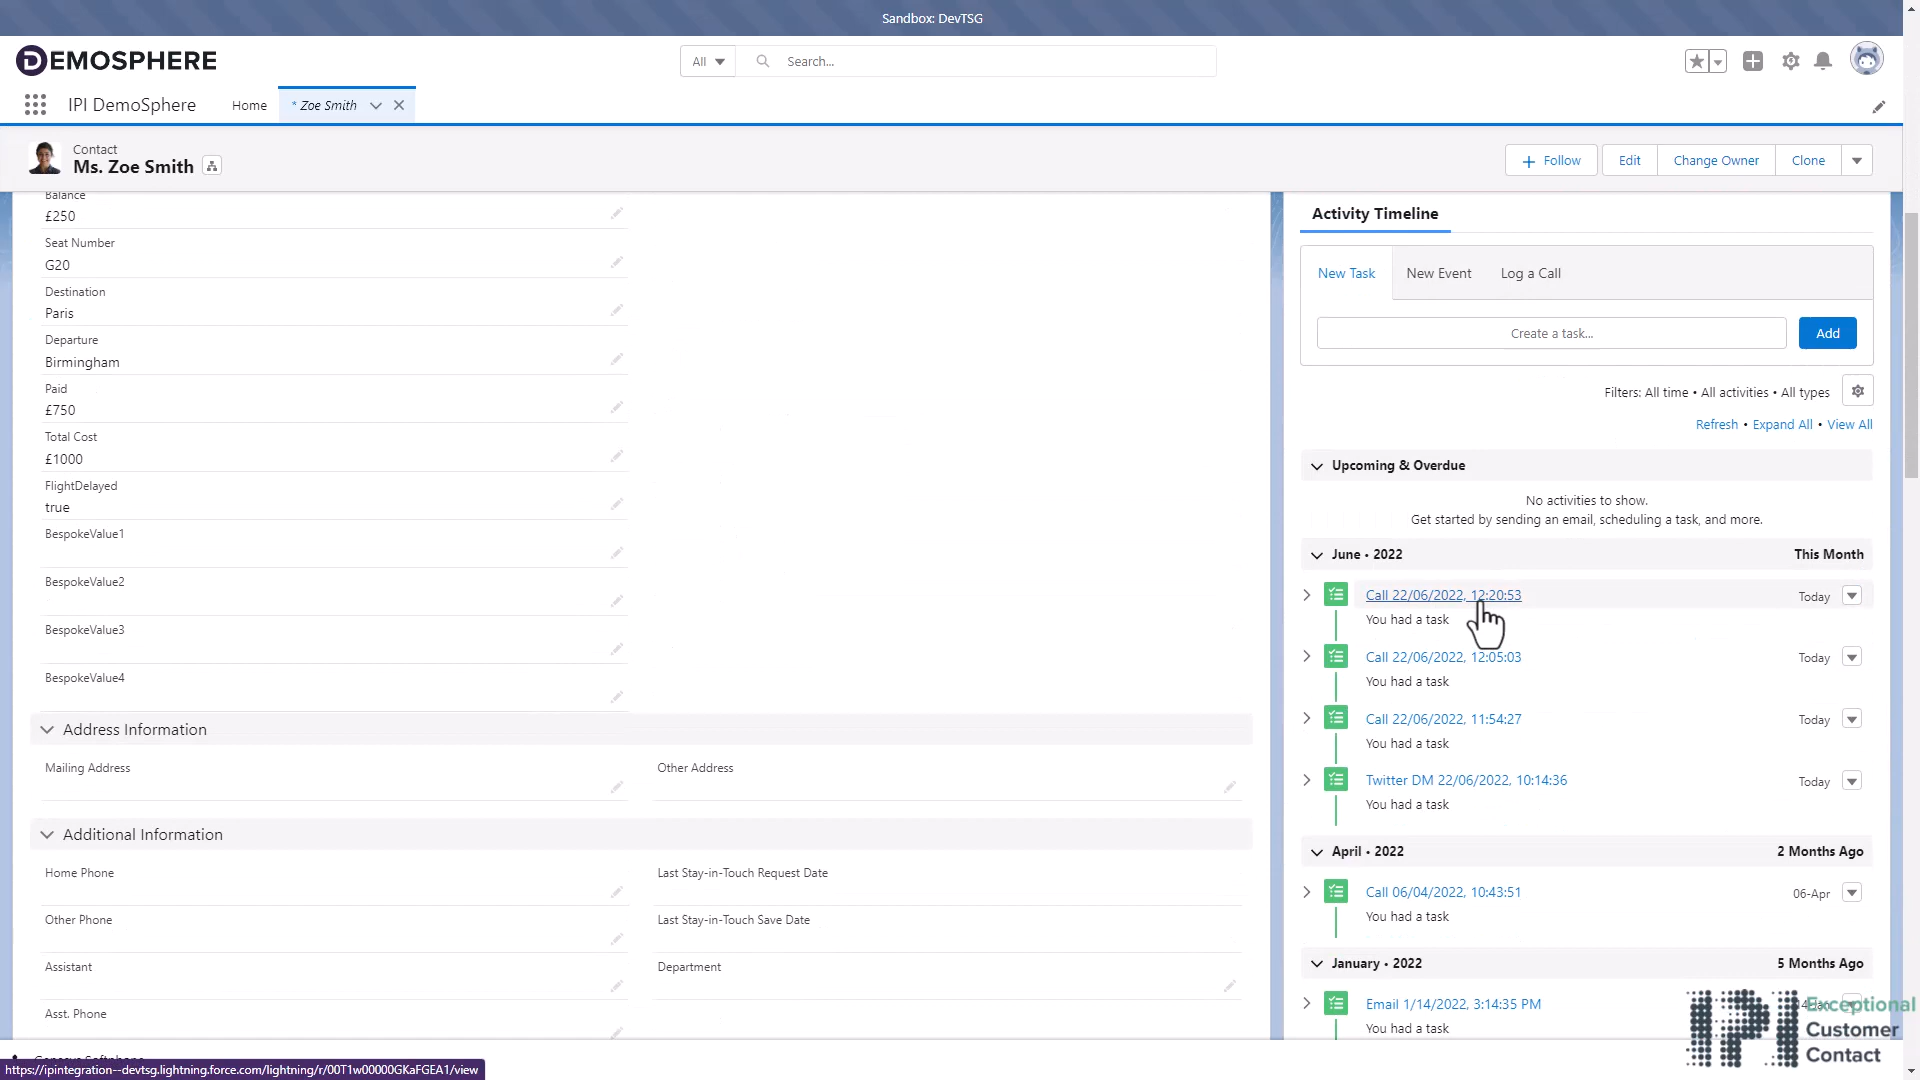 Sandbox: DevTSG
DEMOSPHERE
All
Search...
IPI DemoSphere
Home
* Zoe Smith
Contact
Ms. Zoe Smith
Follow
Edit
Change Owner
Clone
Balance
£250
Seat Number
G20
Destination
Paris
Departure
Birmingham
Paid
£750
Total Cost
£1000
FlightDelayed
true
BespokeValue1
BespokeValue2
BespokeValue3
BespokeValue4
Address Information
Mailing Address
Other Address
Additional Information
Home Phone
Last Stay-in-Touch Request Date
Other Phone
Last Stay-in-Touch Save Date
Assistant
Department
Asst. Phone
Activity Timeline
New Task
New Event
Log a Call
Create a task...
Add
Filters: All time • All activities • All types
Refresh • Expand All • View All
Upcoming & Overdue
No activities to show.
Get started by sending an email, scheduling a task, and more.
June • 2022
This Month
Call 22/06/2022, 12:20:53
Today
You had a task
Call 22/06/2022, 12:05:03
Today
You had a task
Call 22/06/2022, 11:54:27
Today
You had a task
Twitter DM 22/06/2022, 10:14:36
Today
You had a task
April • 2022
2 Months Ago
Call 06/04/2022, 10:43:51
06-Apr
You had a task
January • 2022
5 Months Ago
Email 1/14/2022, 3:14:35 PM
You had a task
IPI
Exceptional
Customer
Contact
https://ipintegration--devtsg.lightning.force.com/lightning/r/00T1w00000GKaFGEA1/view